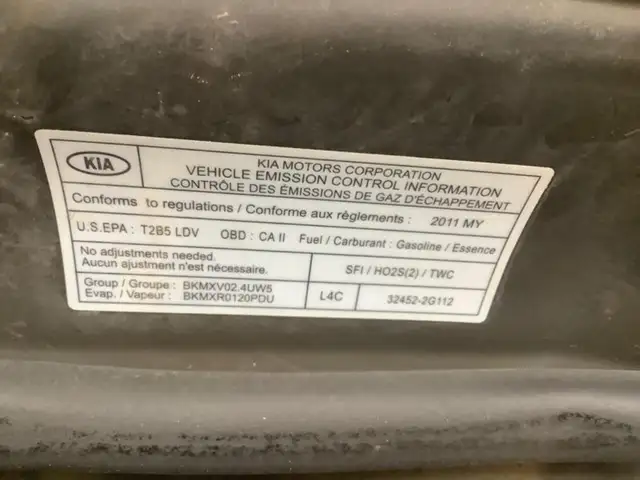 KIA
KIA MOTORS CORPORATION
VEHICLE EMISSION CONTROL INFORMATION
CONTRÔLE DES ÉMISSIONS DE GAZ D'ÉCHAPPEMENT
Conforms to regulations / Conforme aux règlements : 2011 MY
U.S.EPA : T2B5 LDV OBD : CA II Fuel / Carburant : Gasoline / Essence
No adjustments needed.
Aucun ajustement n'est nécessaire.
SFI / HO2S(2) / TWC
Group / Groupe : BKMXV02.4UW5
Evap. / Vapeur : BKMXR0120PDU
L4C
32452-2G112